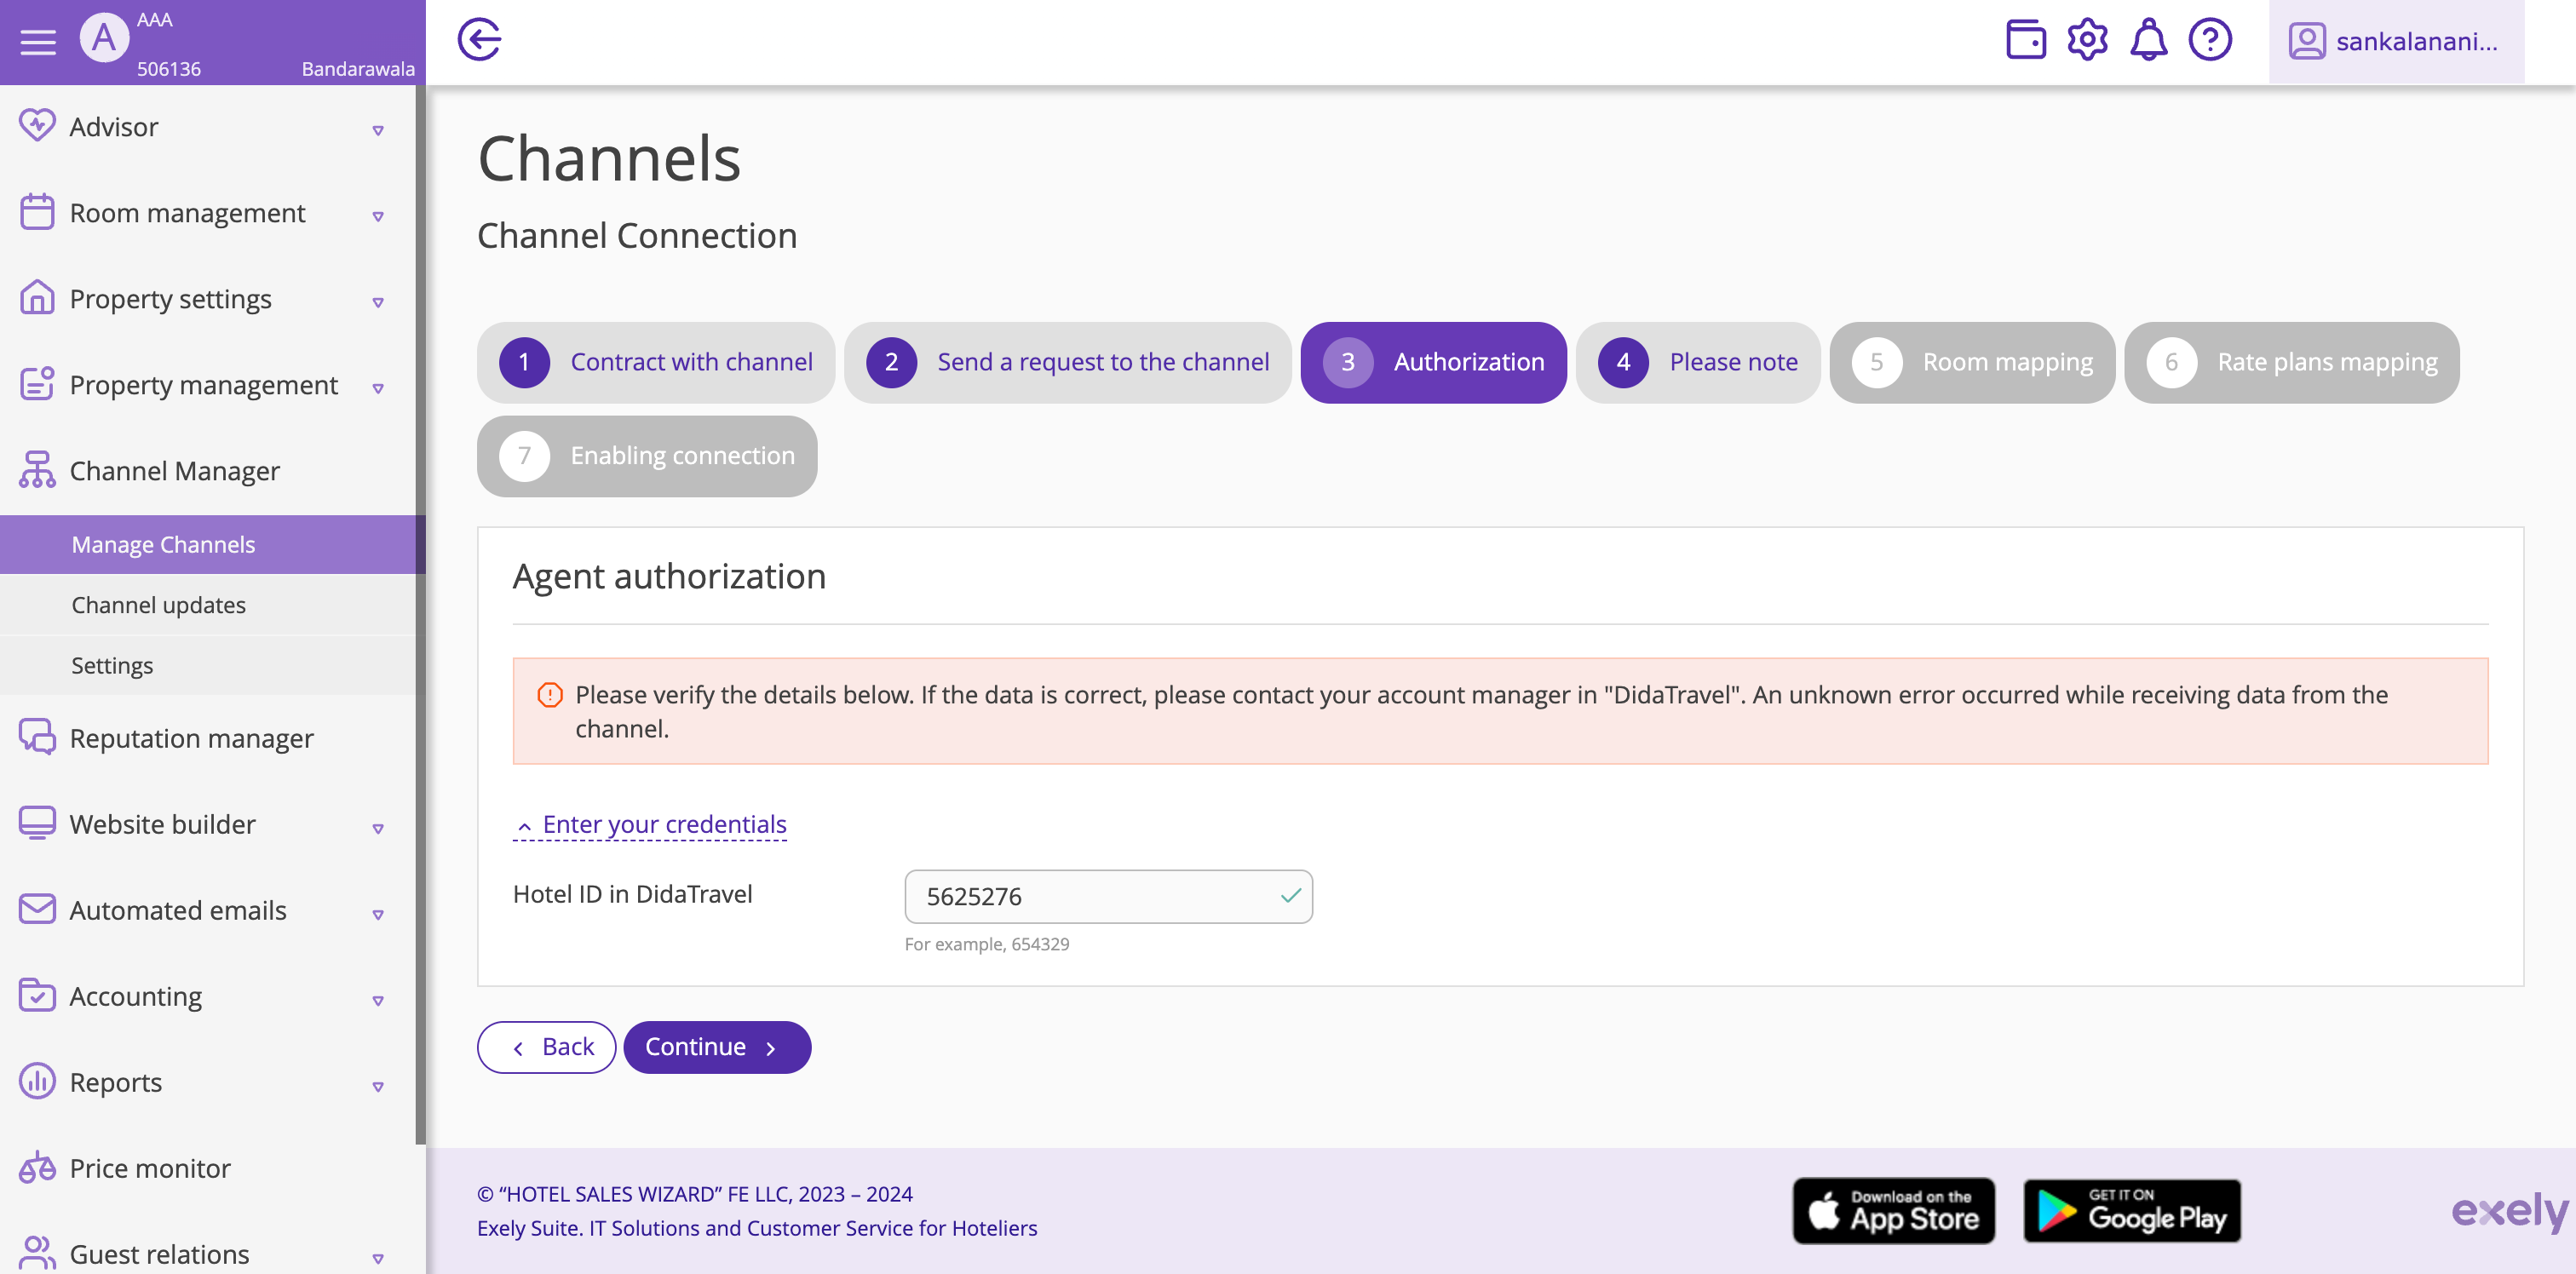 AAA
506136 Bandarawala
sankalanani...
Advisor
Room management
Property settings
Property management
Channel Manager
Manage Channels
Channel updates
Settings
Reputation manager
Website builder
Automated emails
Accounting
Reports
Price monitor
Guest relations
Channels
Channel Connection
1 Contract with channel
2 Send a request to the channel
3 Authorization
4 Please note
5 Room mapping
6 Rate plans mapping
7 Enabling connection
Agent authorization
Please verify the details below. If the data is correct, please contact your account manager in "DidaTravel". An unknown error occurred while receiving data from the
channel.
Enter your credentials
Hotel ID in DidaTravel
5625276
For example, 654329
Back
Continue
© “HOTEL SALES WIZARD” FE LLC, 2023 – 2024
Exely Suite. IT Solutions and Customer Service for Hoteliers
Download on the
App Store
GET IT ON
Google Play
exely
A